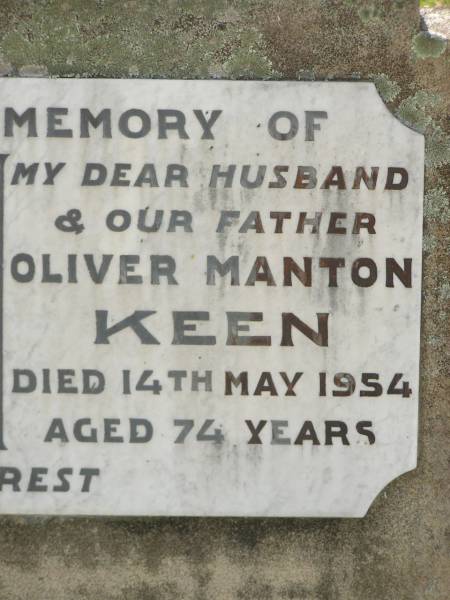 MEMORY OF
MY DEAR HUSBAND
& OUR FATHER
OLIVER MANTON
KEEN
DIED 14TH MAY 1954
AGED 74 YEARS
REST